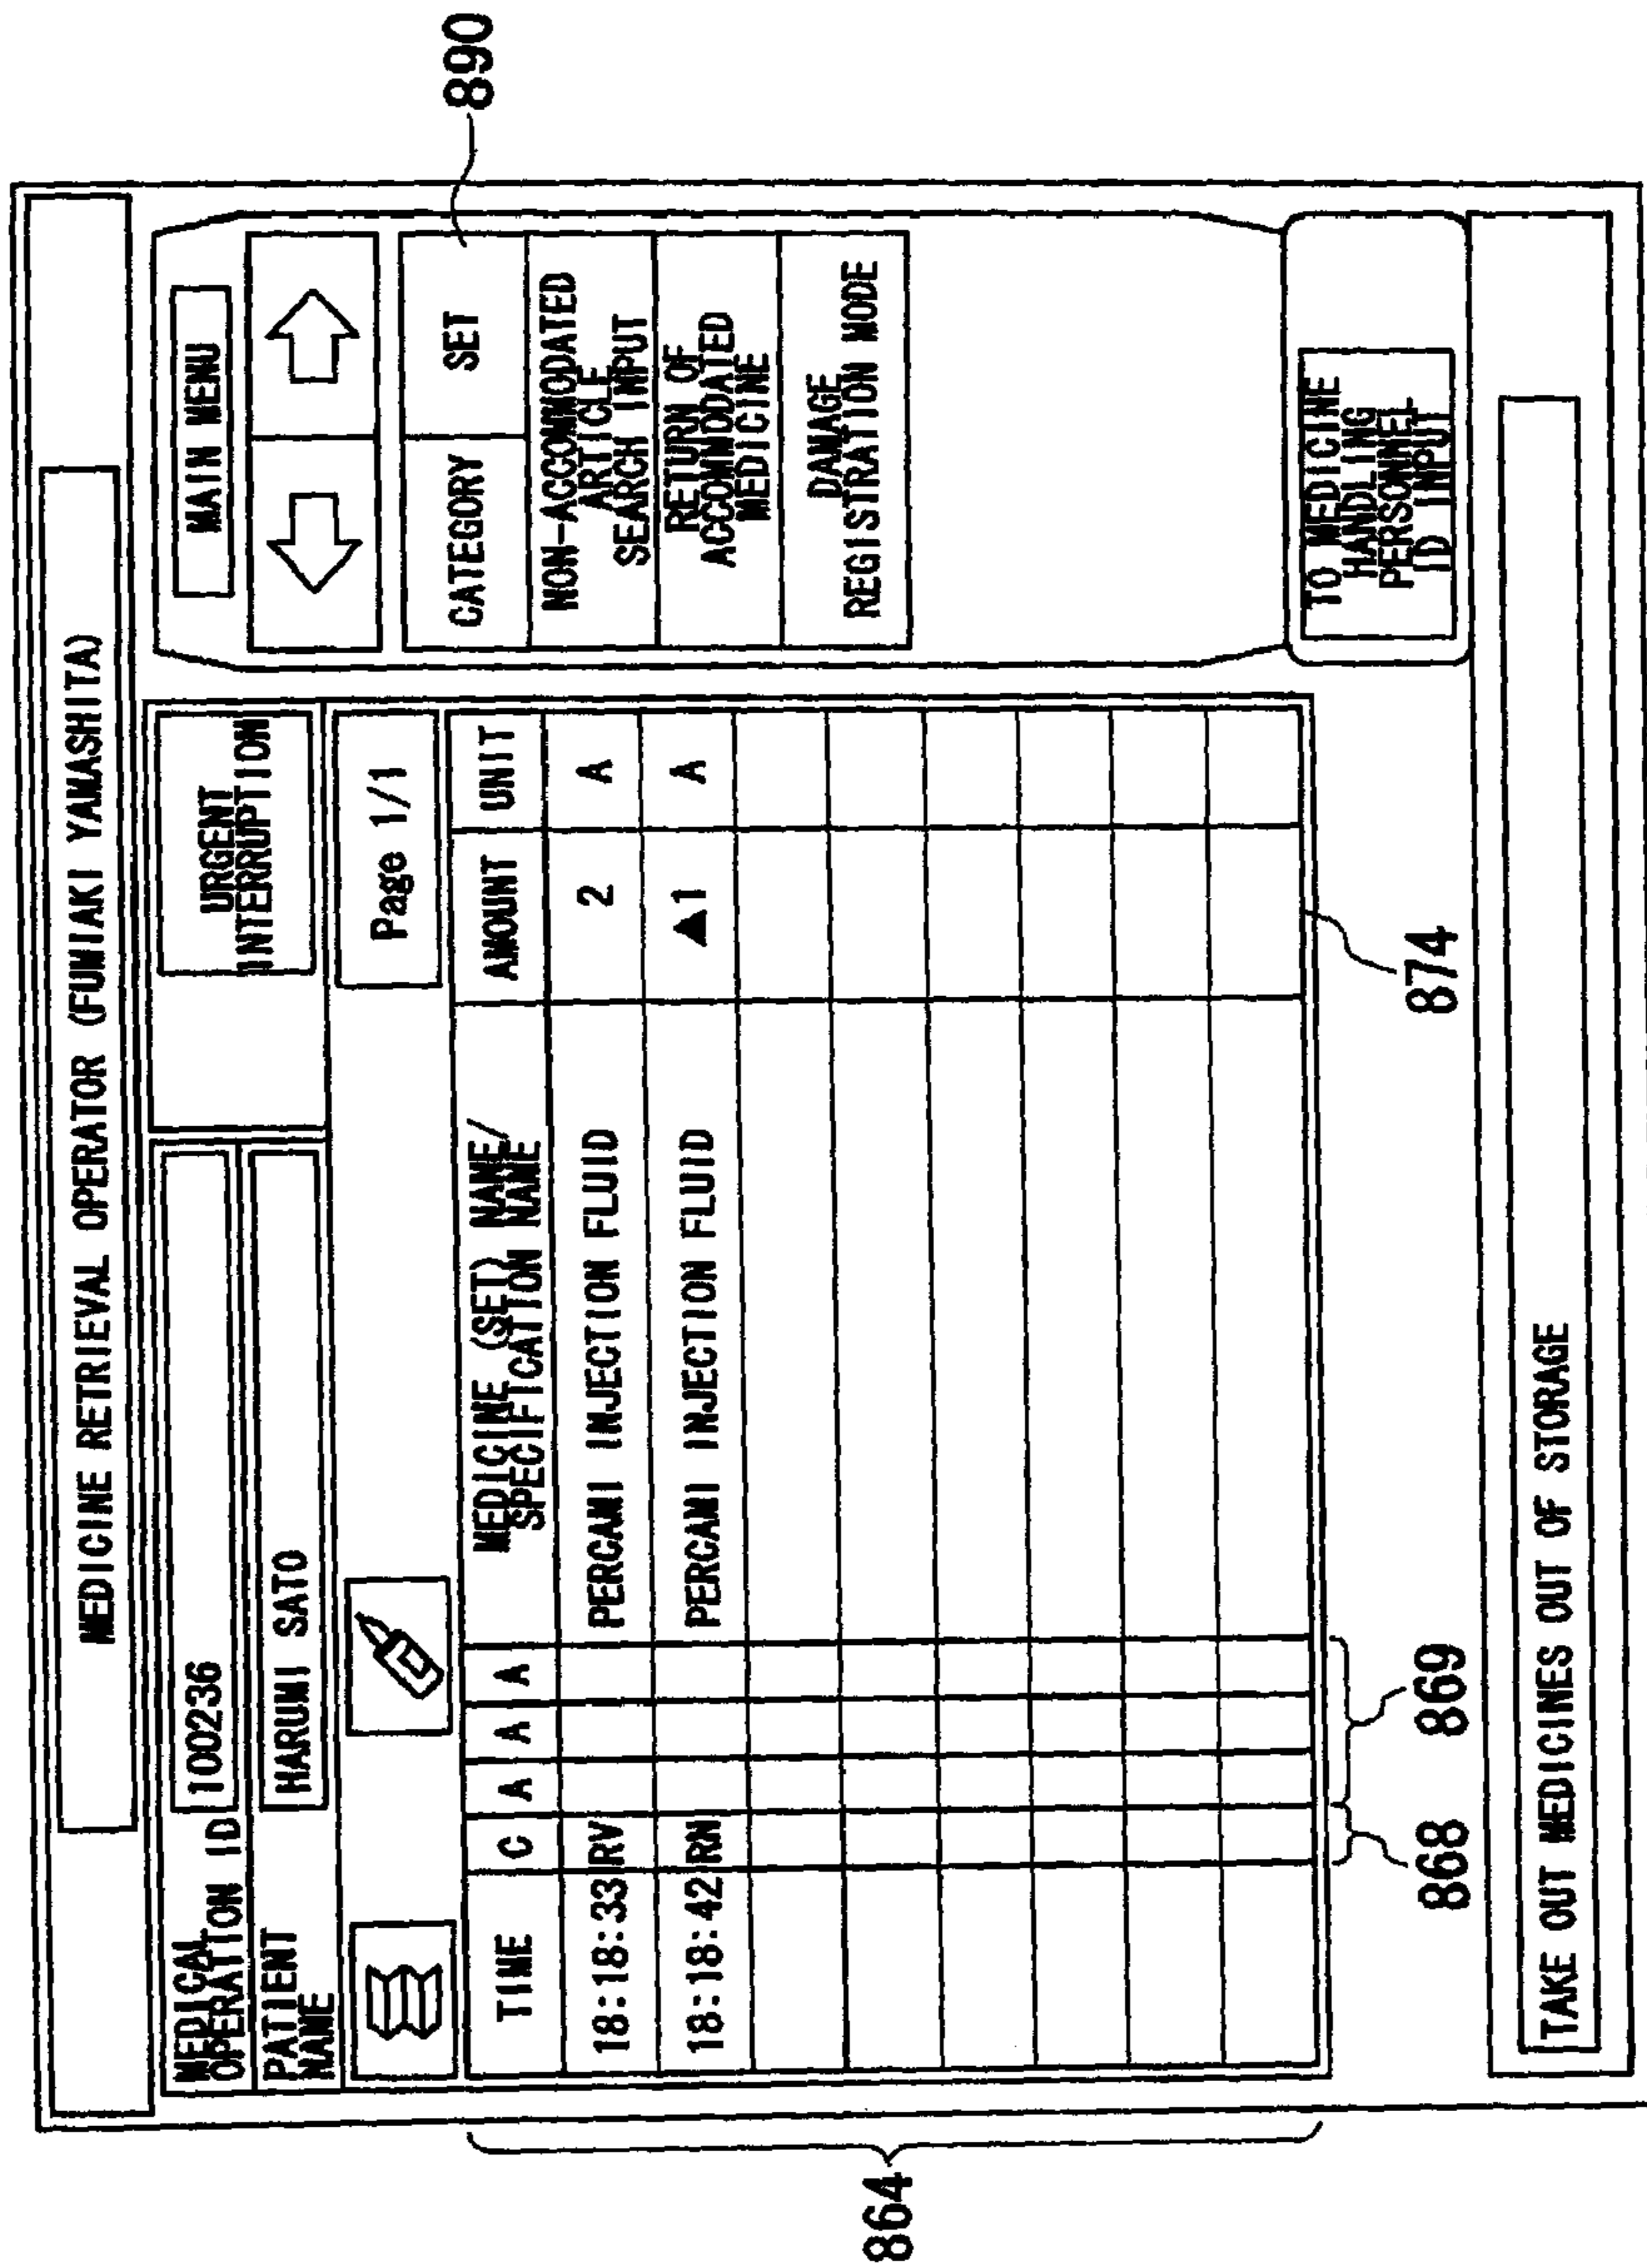 MEDICINE RETRIEVAL OPERATOR (FUMIAKI YAMASHITA)
MEDICAL
OPERATION ID
100236
URGENT
INTERRUPTION
PATIENT
NAME
HARUMI SATO
Page 1/1
TIME C A A A MEDICINE (SET) NAME/
SPECIFICATION NAME
AMOUNT UNIT
18:18:33 RV PERCAMI INJECTION FLUID 2 A
18:18:42 RN PERCAMI INJECTION FLUID ▲1 A
MAIN MENU
CATEGORY SET
NON-ACCOMMODATED
ARTICLE
SEARCH INPUT
RETURN OF
ACCOMMODATED
MEDICINE
DAMAGE
REGISTRATION MODE
TO MEDICINE
HANDLING
PERSONNEL
ID INPUT
TAKE OUT MEDICINES OUT OF STORAGE
890
864
868
869
874